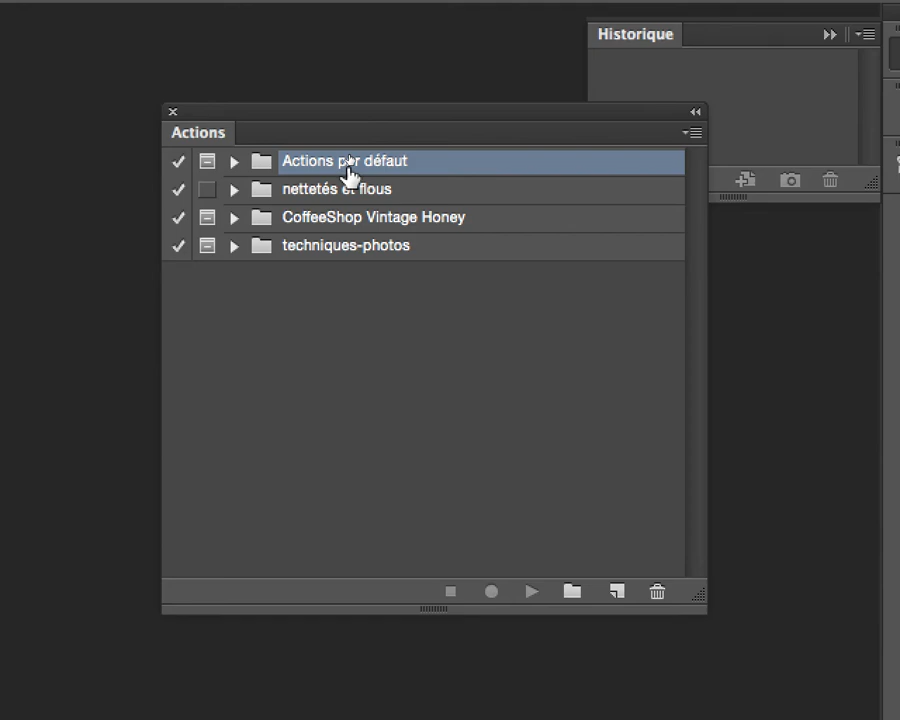 Historique
Actions
Actions par défaut
nettetés et flous
CoffeeShop Vintage Honey
techniques-photos